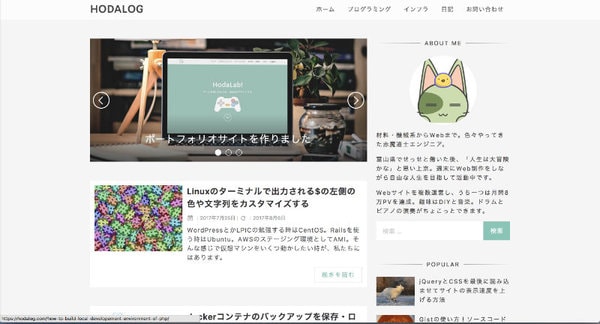 HODALOG
ホーム
プログラミング
インフラ
日記
お問い合わせ
HodaLab!
ポートフォリオサイトを作りました
ABOUT ME
材料・機械系からWebまで。色々やってき
た赤魔道士エンジニア。
富山県でせっせと働いた後、「人生は大冒険
かな」と思い上京。週末にWeb制作をしな
がら自由な人生を目指して活動中です。
Webサイトを複数運営し、うち一つは月間8
万PVを達成。趣味はDIYと音楽。ドラムと
ピアノの演奏がちょこっとできます。
検索 ...
検索
Linuxのターミナルで出力される$の左側の
色や文字列をカスタマイズする
2017年7月25日
2017年8月6日
WordPressとかLPICの勉強する時はCentOS。Railsを使
う時はUbuntu。AWSのステージング環境としてAMI。そ
んな感じで仮想マシンをいくつ動かしたい時が、私たちに
はあります。
続きを読む
POPULAR
jQueryとCSSを最後に読み込
ませてサイトの表示速度を上
げる方法
Gistの使い方！ソースコード
ckerコンテナのバックアップを保存・ロ
https://hodalog.com/how-to-build-local-developement-environment-of-php/